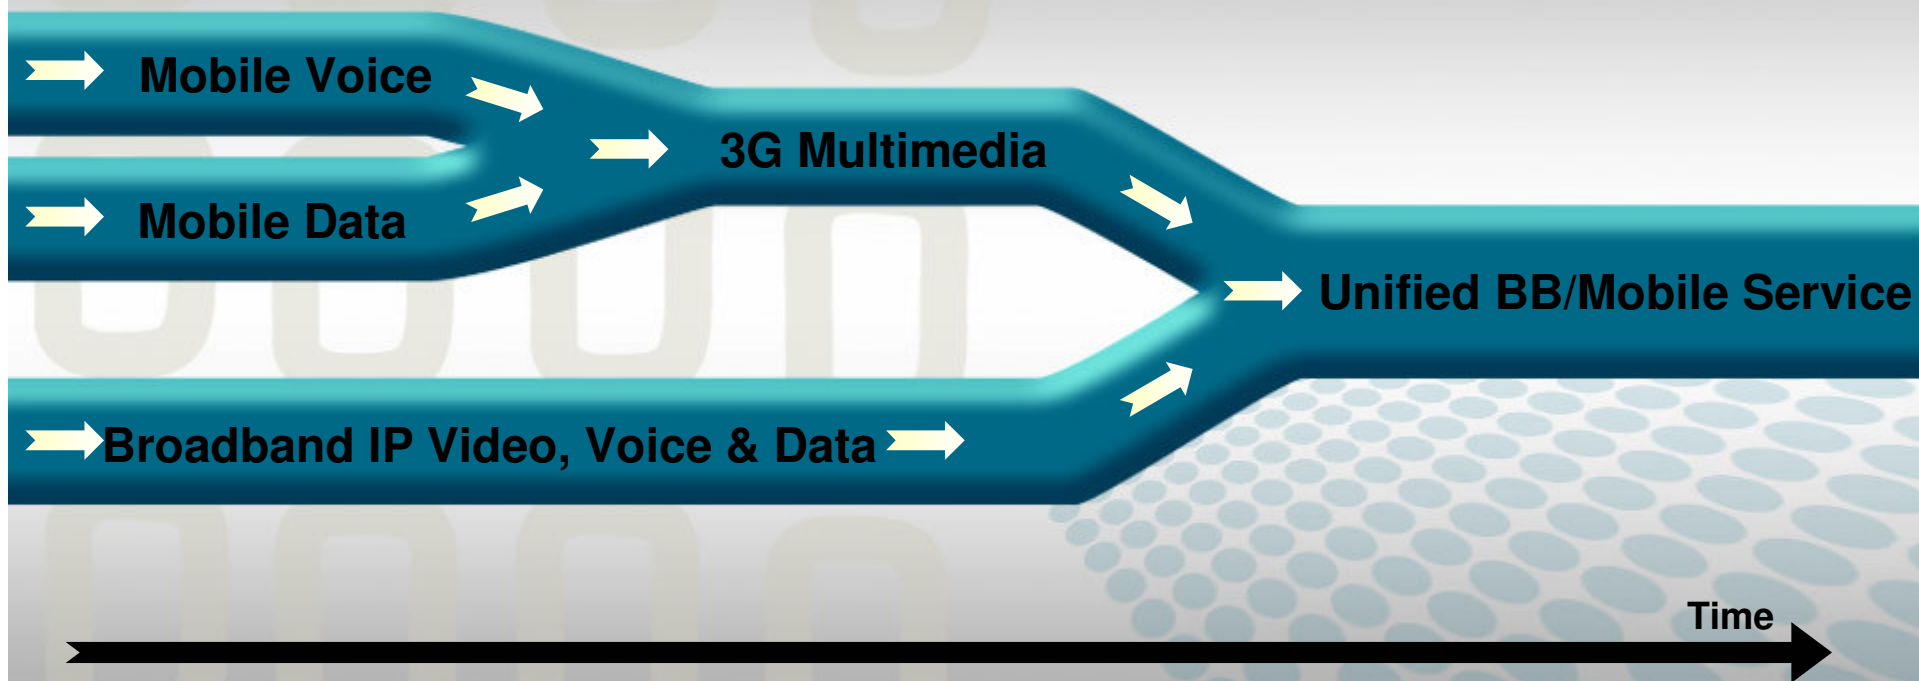 Mobile Voice
3G Multimedia
Mobile Data
Unified BB/Mobile Service
Broadband IP Video, Voice & Data
Time